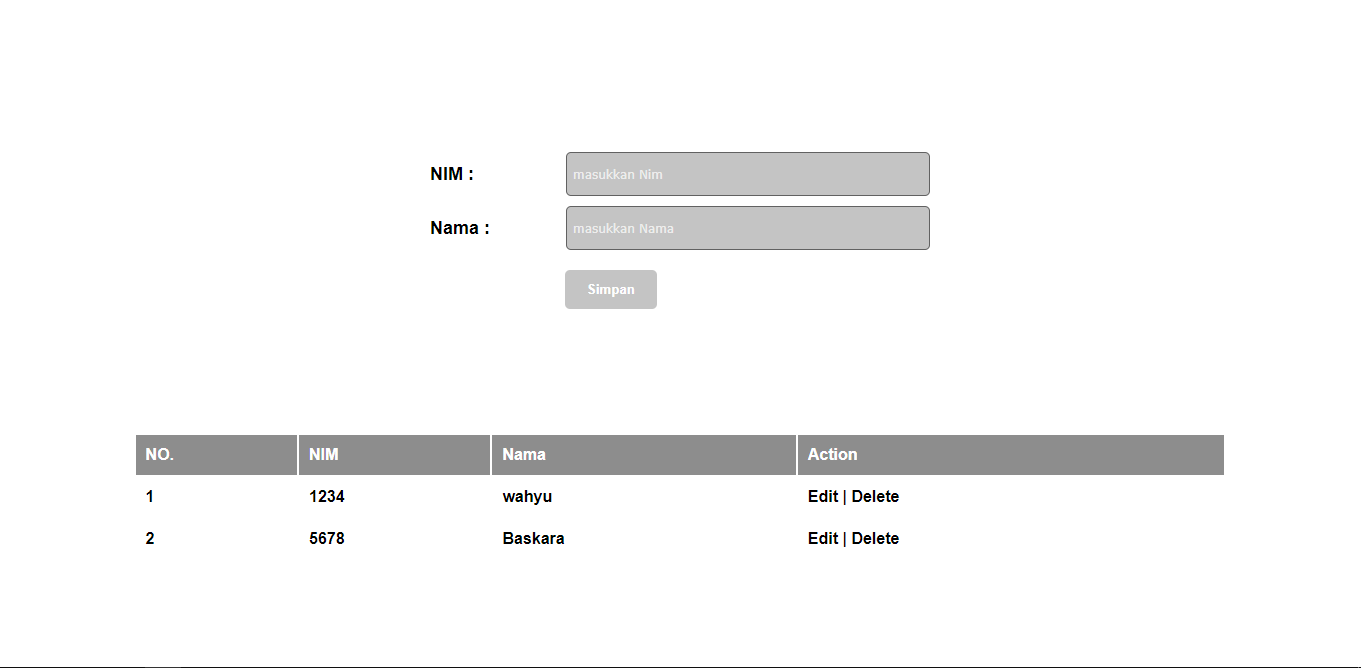 NIM :
masukkan Nim
Nama :
masukkan Nama
Simpan
NO. NIM Nama Action
1 1234 wahyu Edit | Delete
2 5678 Baskara Edit | Delete